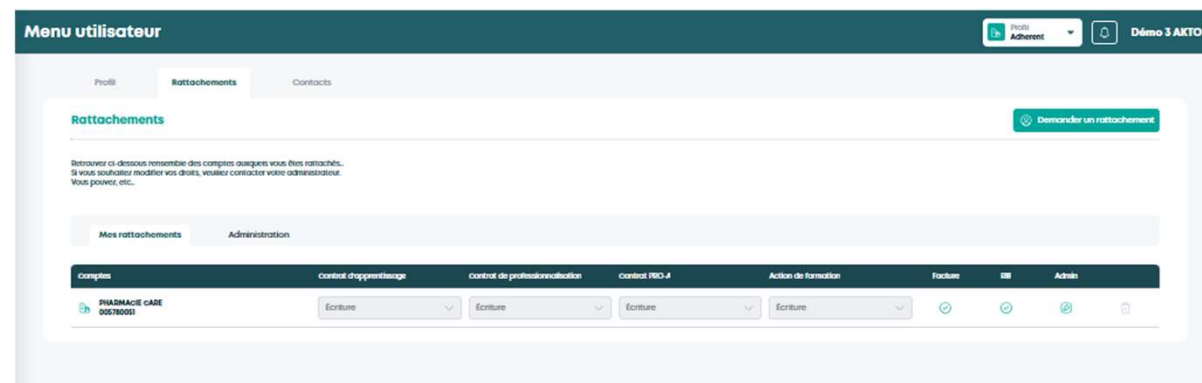 Menu utilisateur
Profil
Adherent
Démo 3 AKTO
Profil
Rattachements
Contacts
Rattachements
Demander un rattachement
Retrouver ci-dessous l'ensemble des comptes auxquels vous êtes rattachés..
Si vous souhaitez modifier vos droits, veuillez contacter votre administrateur.
Vous pouvez, etc..
Mes rattachements
Administration
Comptes
Contrat d'apprentissage
Contrat de professionnalisation
Contrat PRO-A
Action de formation
Facture
RIB
Admin
PHARMACIE CARE
005780051
Écriture
Écriture
Écriture
Écriture